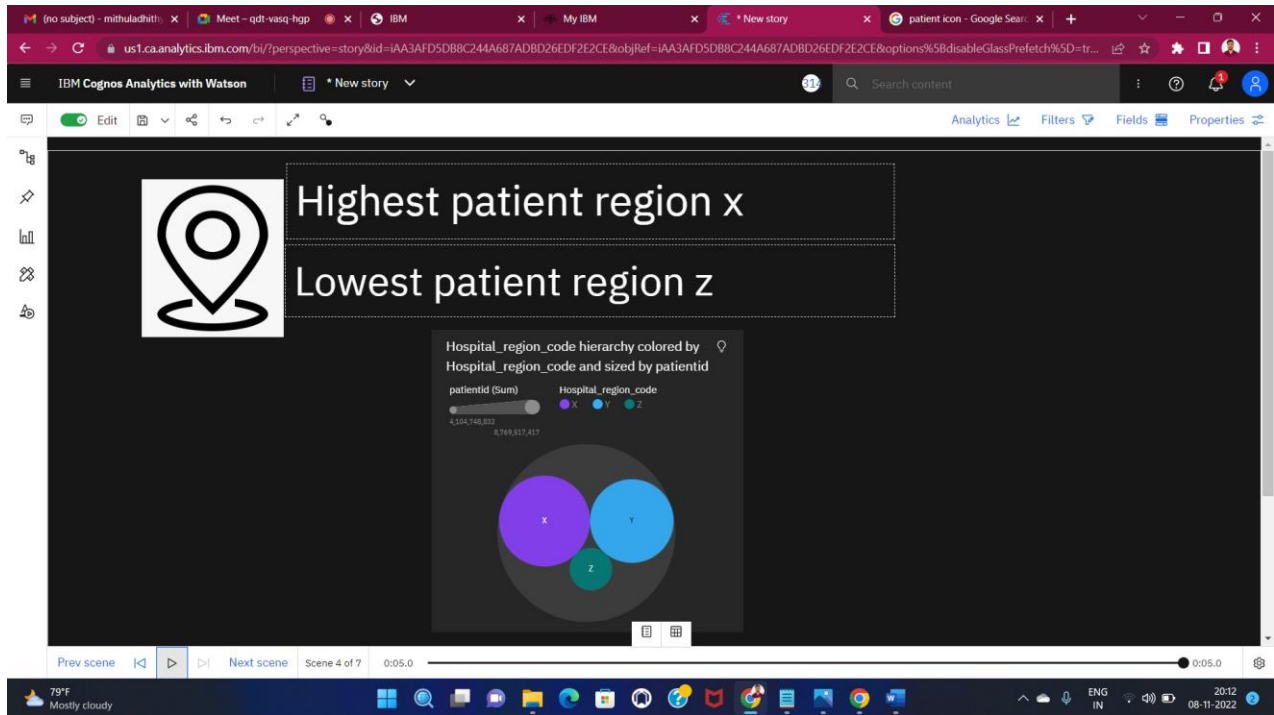 (no subject) - mithuladhith
Meet – qdt-vasq-hgp
IBM
My IBM
* New story
patient icon - Google Searc
us1.ca.analytics.ibm.com/bi/?perspective=story&id=iAA3AFD5DB8C244A687ADBD26EDF2E2CE&objRef=iAA3AFD5DB8C244A687ADBD26EDF2E2CE&options%5BdisableGlassPrefetch%5D=tr...
IBM Cognos Analytics with Watson
* New story
Search content
1
Edit
Analytics
Filters
Fields
Properties
Highest patient region x
Lowest patient region z
Hospital_region_code hierarchy colored by
Hospital_region_code and sized by patientid
patientid (Sum)
Hospital_region_code
X Y Z
4,104,748,832
8,769,517,417
X
Y
Z
Prev scene
Next scene
Scene 4 of 7
0:05.0
0:05.0
79°F
Mostly cloudy
ENG
IN
20:12
08-11-2022
2